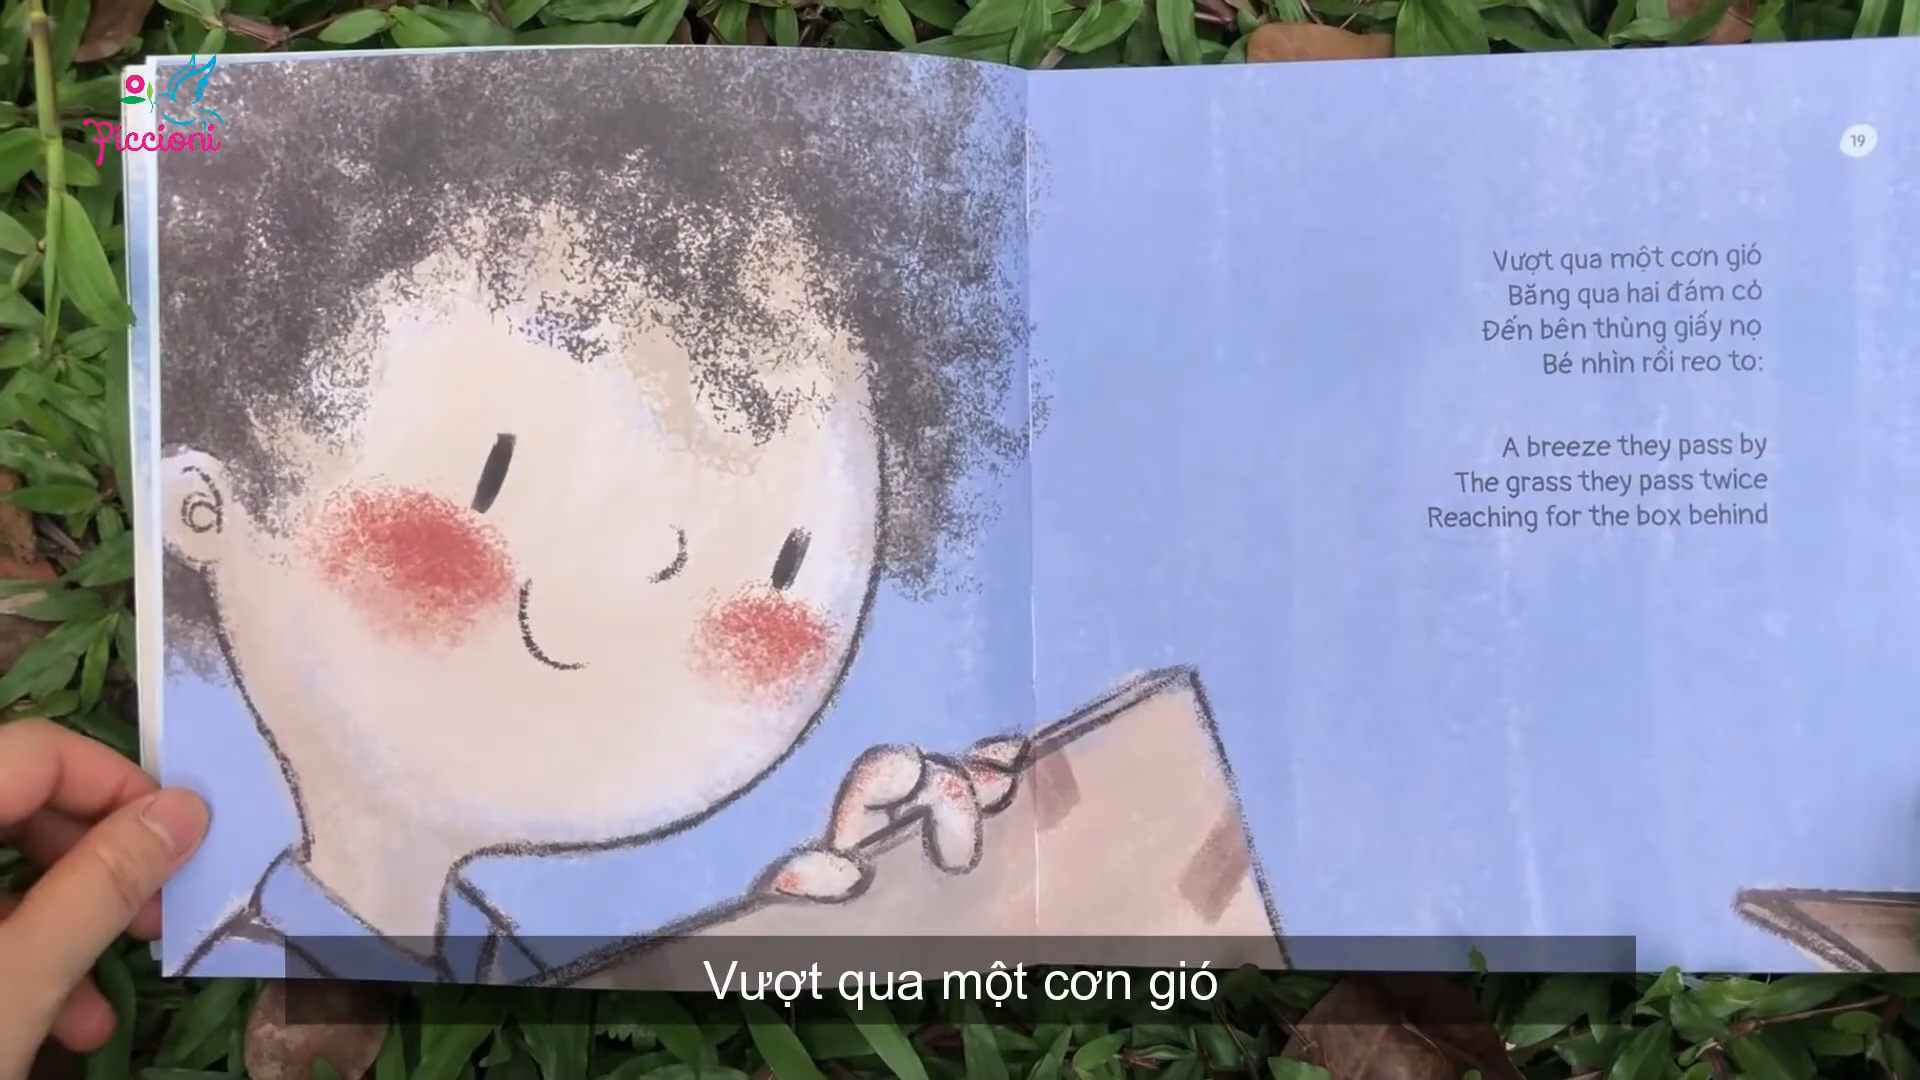 Piccioni
19
Vượt qua một cơn gió
Băng qua hai đám cỏ
Đến bên thùng giấy nọ
Bé nhìn rồi reo to:
A breeze they pass by
The grass they pass twice
Reaching for the box behind
Vượt qua một cơn gió